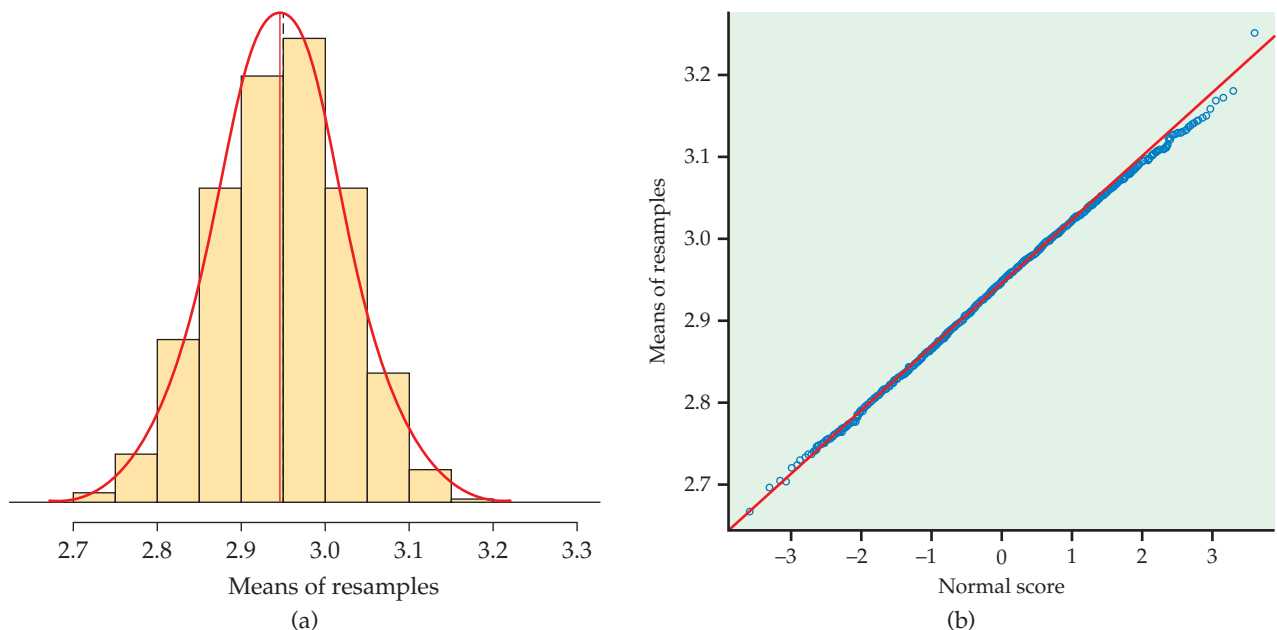 2.7 2.8 2.9 3.0 3.1 3.2 3.3
Means of resamples
(a)
Means of resamples
3.2
3.1
3.0
2.9
2.8
2.7
–3 –2 –1 0 1 2 3
Normal score
(b)